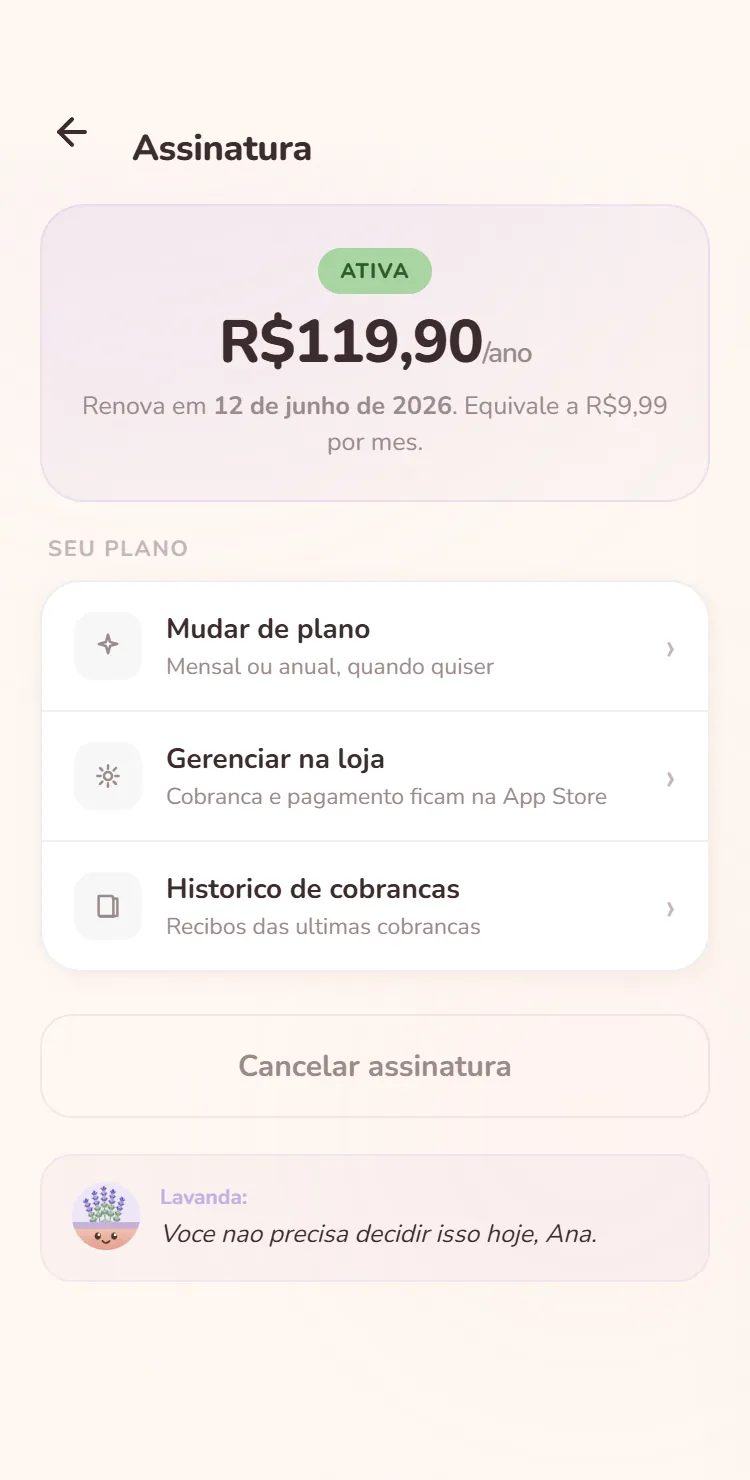 Assinatura
ATIVA
R$119,90/ano
Renova em 12 de junho de 2026. Equivale a R$9,99
por mes.
SEU PLANO
Mudar de plano
Mensal ou anual, quando quiser
Gerenciar na loja
Cobranca e pagamento ficam na App Store
Historico de cobrancas
Recibos das ultimas cobrancas
Cancelar assinatura
Lavanda:
Voce nao precisa decidir isso hoje, Ana.